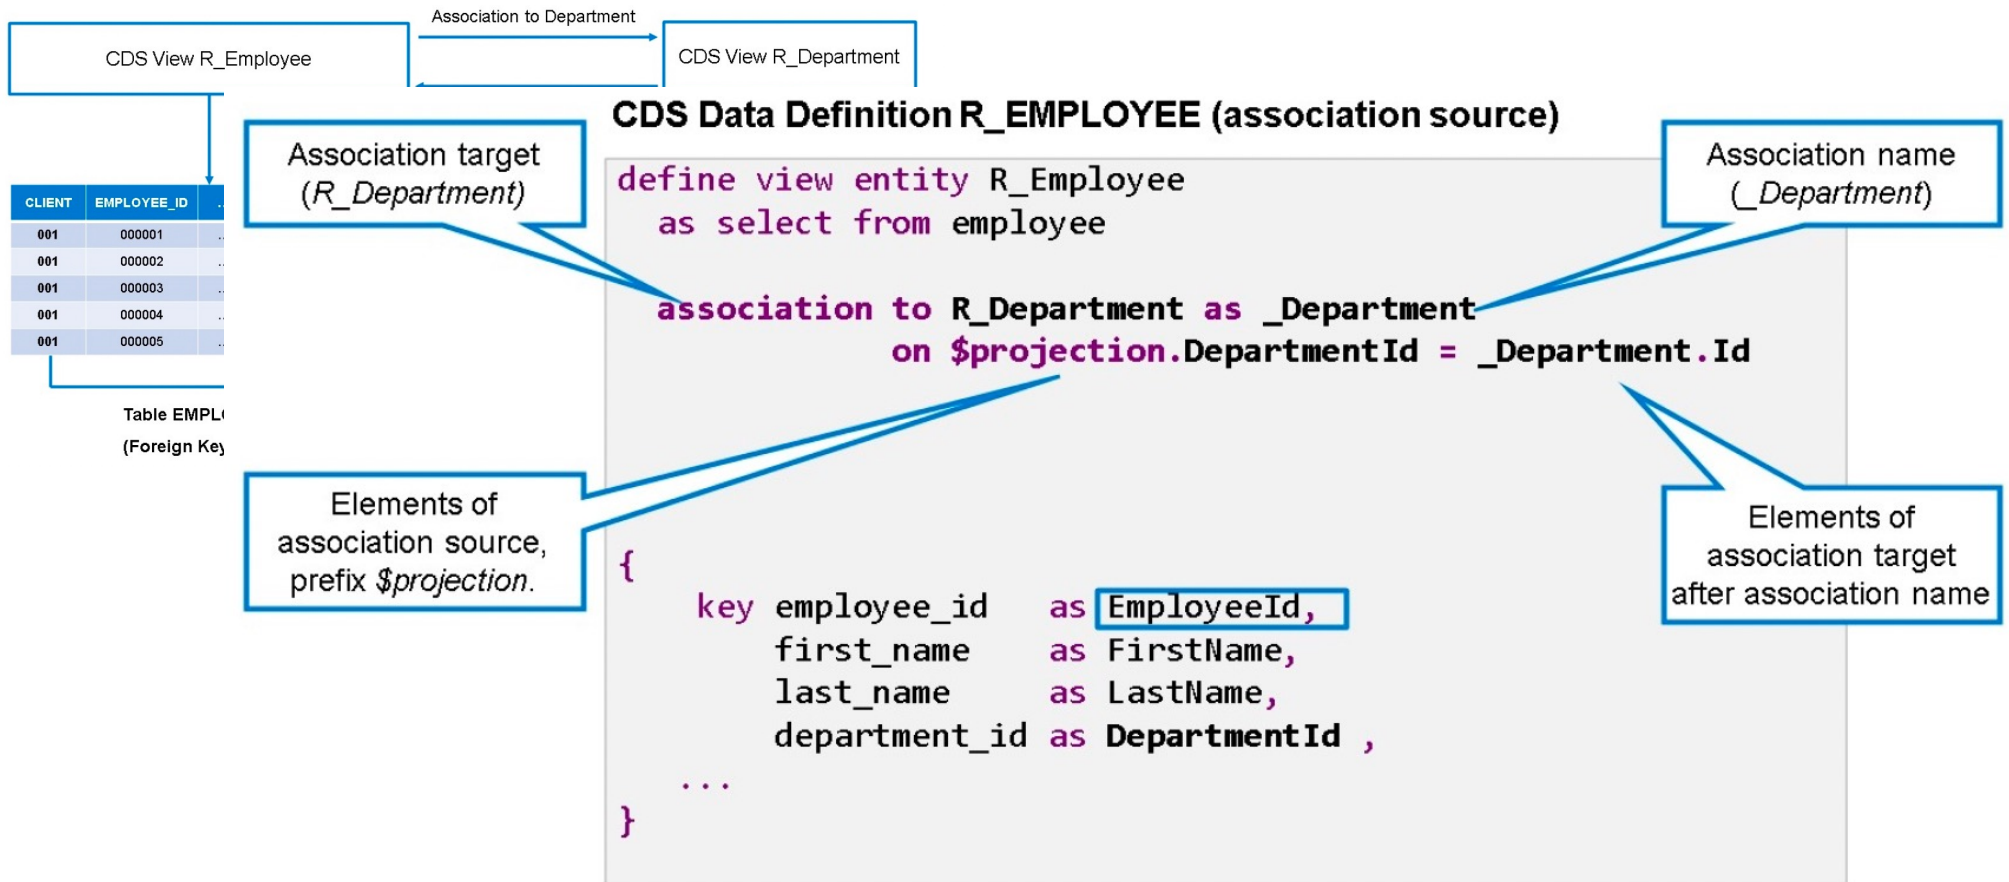 Association to Department
CDS View R_Employee
CDS View R_Department
CDS Data Definition R_EMPLOYEE (association source)
Association target
(R_Department)
Association name
(_Department)
CLIENT EMPLOYEE_ID ..
001 000001 ..
001 000002 ..
001 000003 ..
001 000004 ..
001 000005 ..
Table EMPL
(Foreign Key
define view entity R_Employee
as select from employee
association to R_Department as _Department
on $projection.DepartmentId = _Department.Id
Elements of
association source,
prefix $projection.
Elements of
association target
after association name
{
key employee_id as EmployeeId,
first_name as FirstName,
last_name as LastName,
department_id as DepartmentId ,
...
}